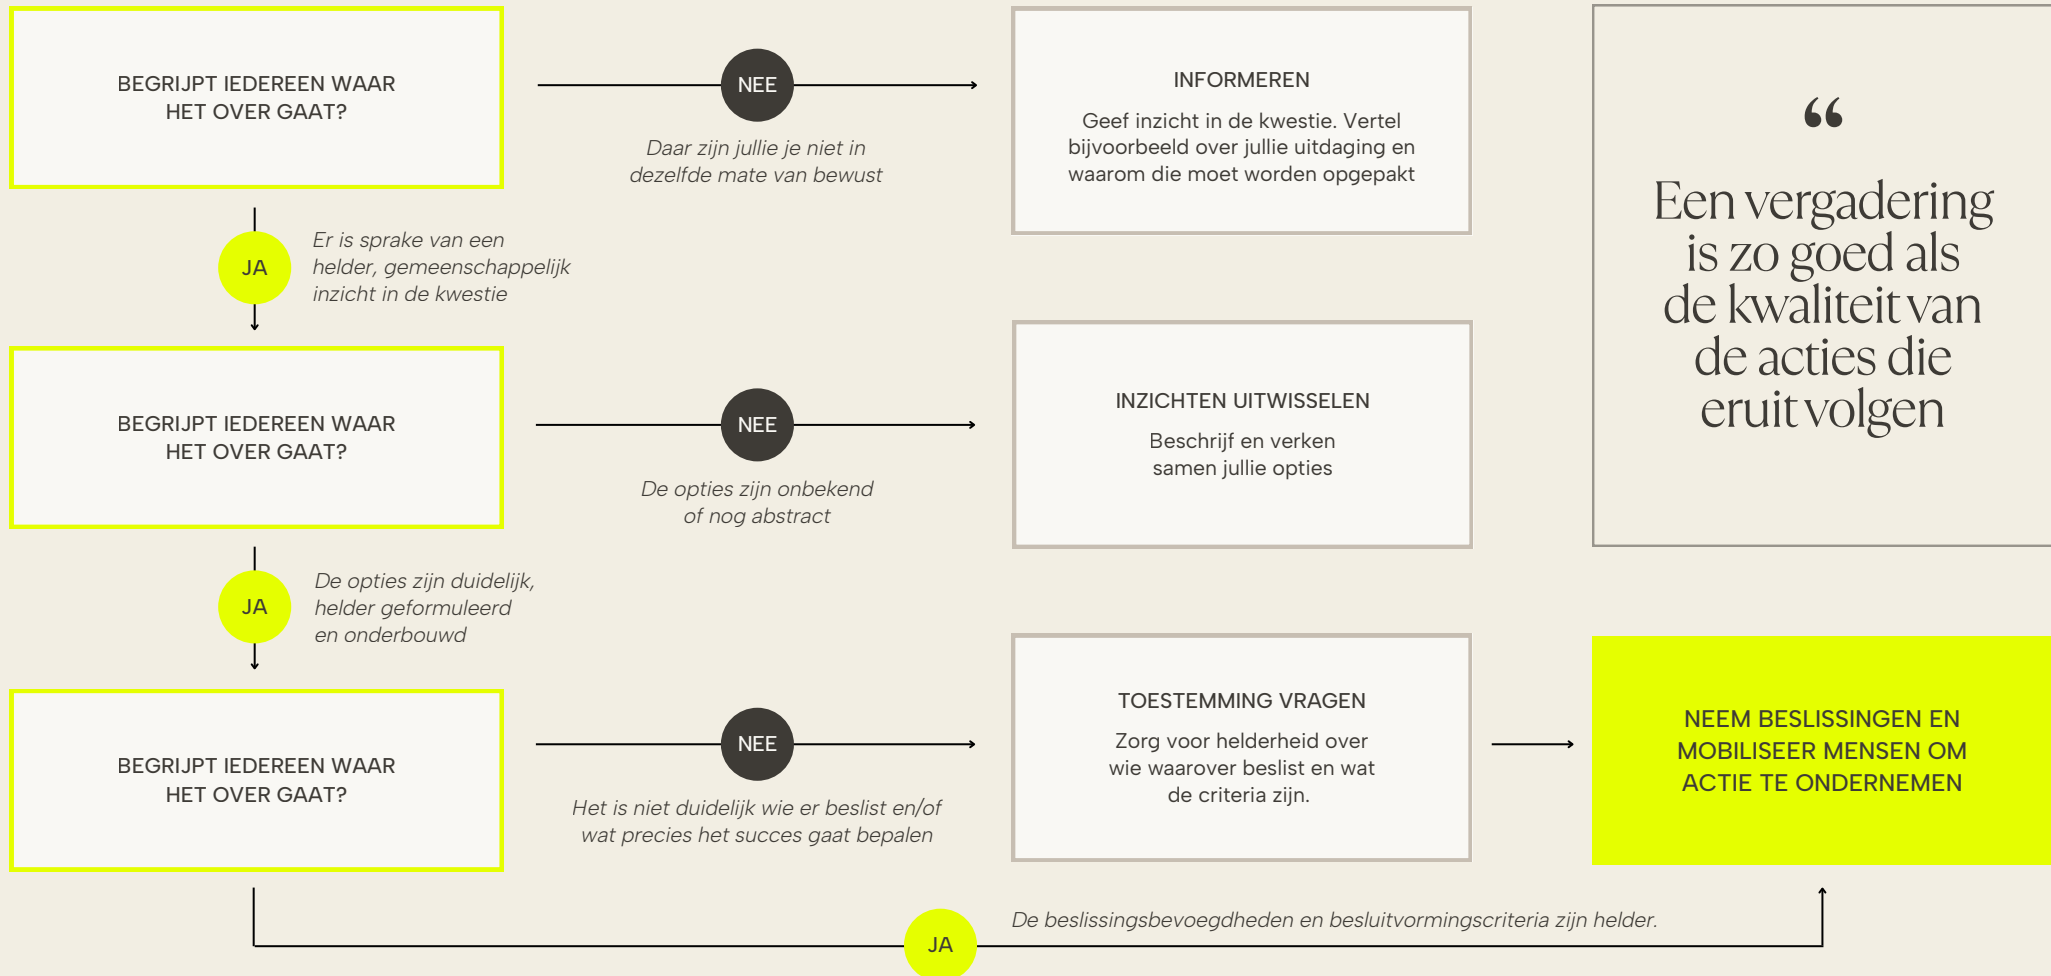 BEGRIJPT IEDEREEN WAAR
HET OVER GAAT?
NEE
Daar zijn jullie je niet in
dezelfde mate van bewust
INFORMEREN
Geef inzicht in de kwestie. Vertel
bijvoorbeeld over jullie uitdaging en
waarom die moet worden opgepakt
“
Een vergadering
is zo goed als
de kwaliteit van
de acties die
eruit volgen
JA
Er is sprake van een
helder, gemeenschappelijk
inzicht in de kwestie
BEGRIJPT IEDEREEN WAAR
HET OVER GAAT?
NEE
De opties zijn onbekend
of nog abstract
INZICHTEN UITWISSELEN
Beschrijf en verken
samen jullie opties
JA
De opties zijn duidelijk,
helder geformuleerd
en onderbouwd
BEGRIJPT IEDEREEN WAAR
HET OVER GAAT?
NEE
Het is niet duidelijk wie er beslist en/of
wat precies het succes gaat bepalen
TOESTEMMING VRAGEN
Zorg voor helderheid over
wie waarover beslist en wat
de criteria zijn.
NEEM BESLISSINGEN EN
MOBILISEER MENSEN OM
ACTIE TE ONDERNEMEN
JA
De beslissingsbevoegdheden en besluitvormingscriteria zijn helder.